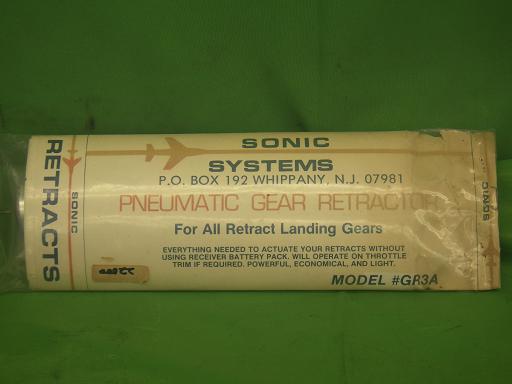 SONIC
SYSTEMS
P.O. BOX 192 WHIPPANY, N.J. 07981
PNEUMATIC GEAR RETRACTOR
For All Retract Landing Gears
EVERYTHING NEEDED TO ACTUATE YOUR RETRACTS WITHOUT
USING RECEIVER BATTERY PACK. WILL OPERATE ON THROTTLE
TRIM IF REQUIRED. POWERFUL, ECONOMICAL, AND LIGHT.
MODEL #GR3A
RETRACTS
SONIC
SONIC